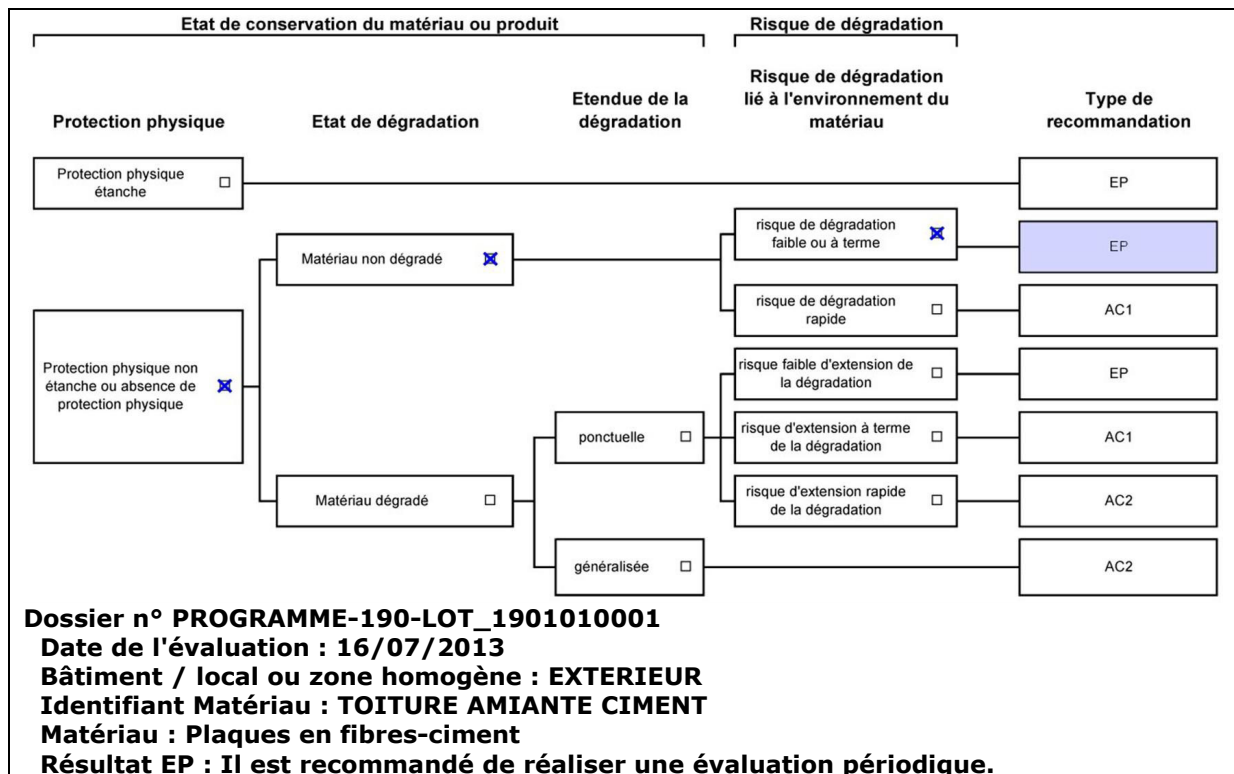 Etat de conservation du matériau ou produit
Risque de dégradation
Protection physique
Etat de dégradation
Etendue de la
dégradation
Risque de dégradation
lié à l'environnement du
matériau
Type de
recommandation
Protection physique
étanche
EP
risque de dégradation
faible ou à terme
EP
Matériau non dégradé
risque de dégradation
rapide
AC1
Protection physique non
étanche ou absence de
protection physique
risque faible d'extension de
la dégradation
EP
ponctuelle
risque d'extension à terme
de la dégradation
AC1
Matériau dégradé
risque d'extension rapide
de la dégradation
AC2
généralisée
AC2
Dossier n° PROGRAMME-190-LOT_1901010001
Date de l'évaluation : 16/07/2013
Bâtiment / local ou zone homogène : EXTERIEUR
Identifiant Matériau : TOITURE AMIANTE CIMENT
Matériau : Plaques en fibres-ciment
Résultat EP : Il est recommandé de réaliser une évaluation périodique.